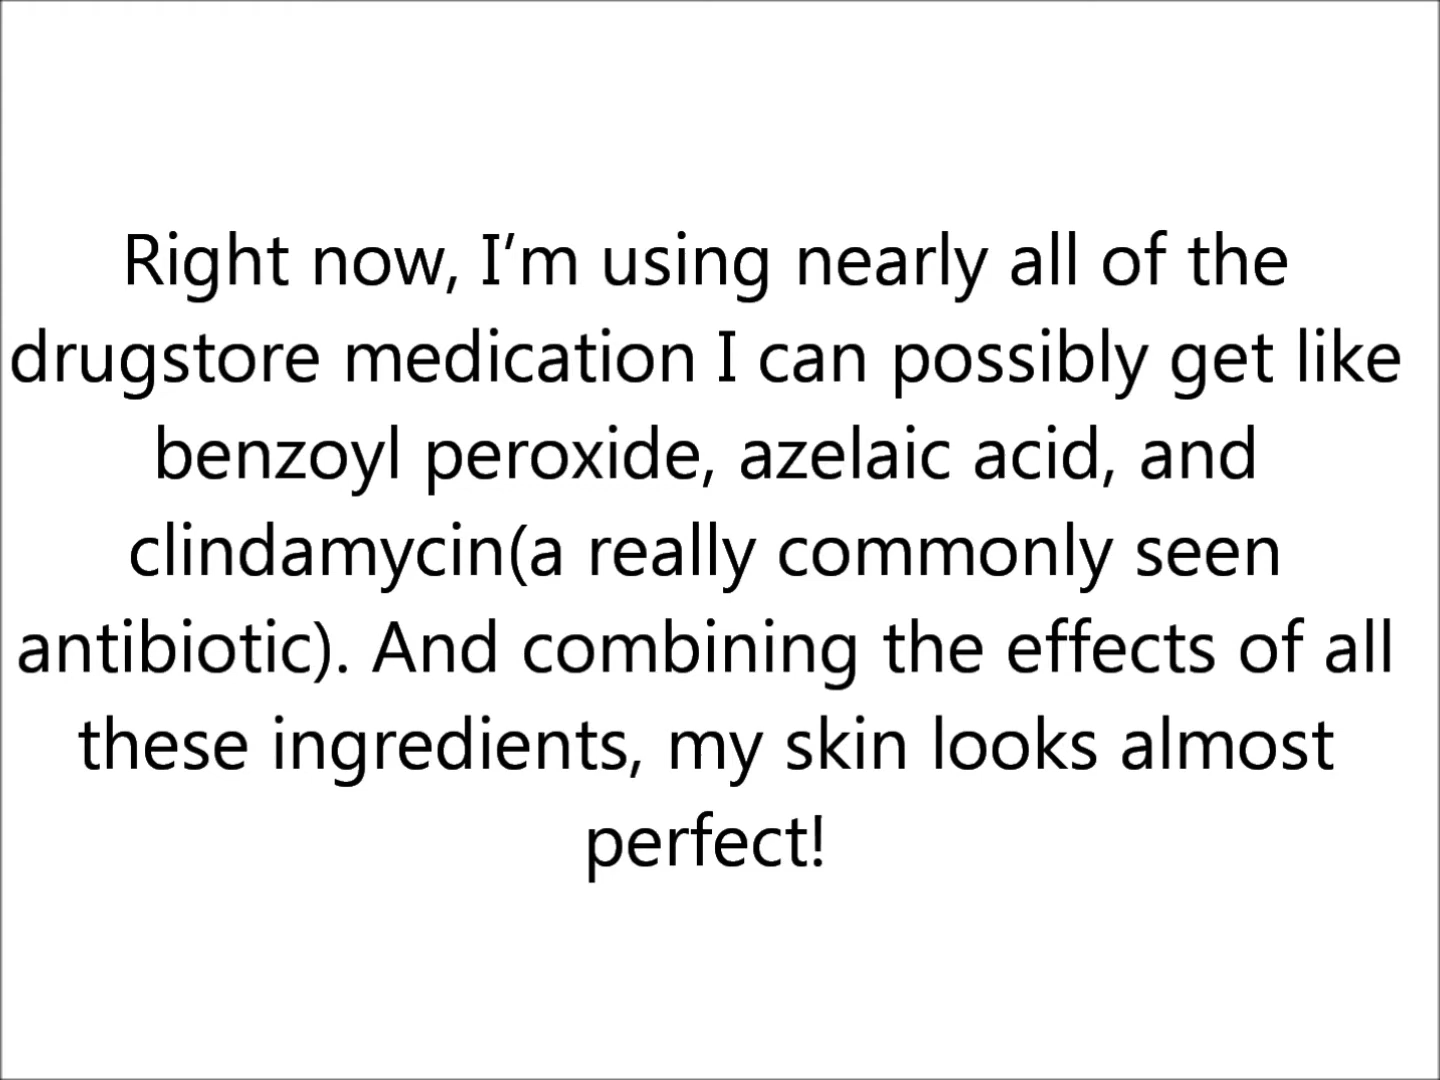 Right now, I’m using nearly all of the
drugstore medication I can possibly get like
benzoyl peroxide, azelaic acid, and
clindamycin(a really commonly seen
antibiotic). And combining the effects of all
these ingredients, my skin looks almost
perfect!